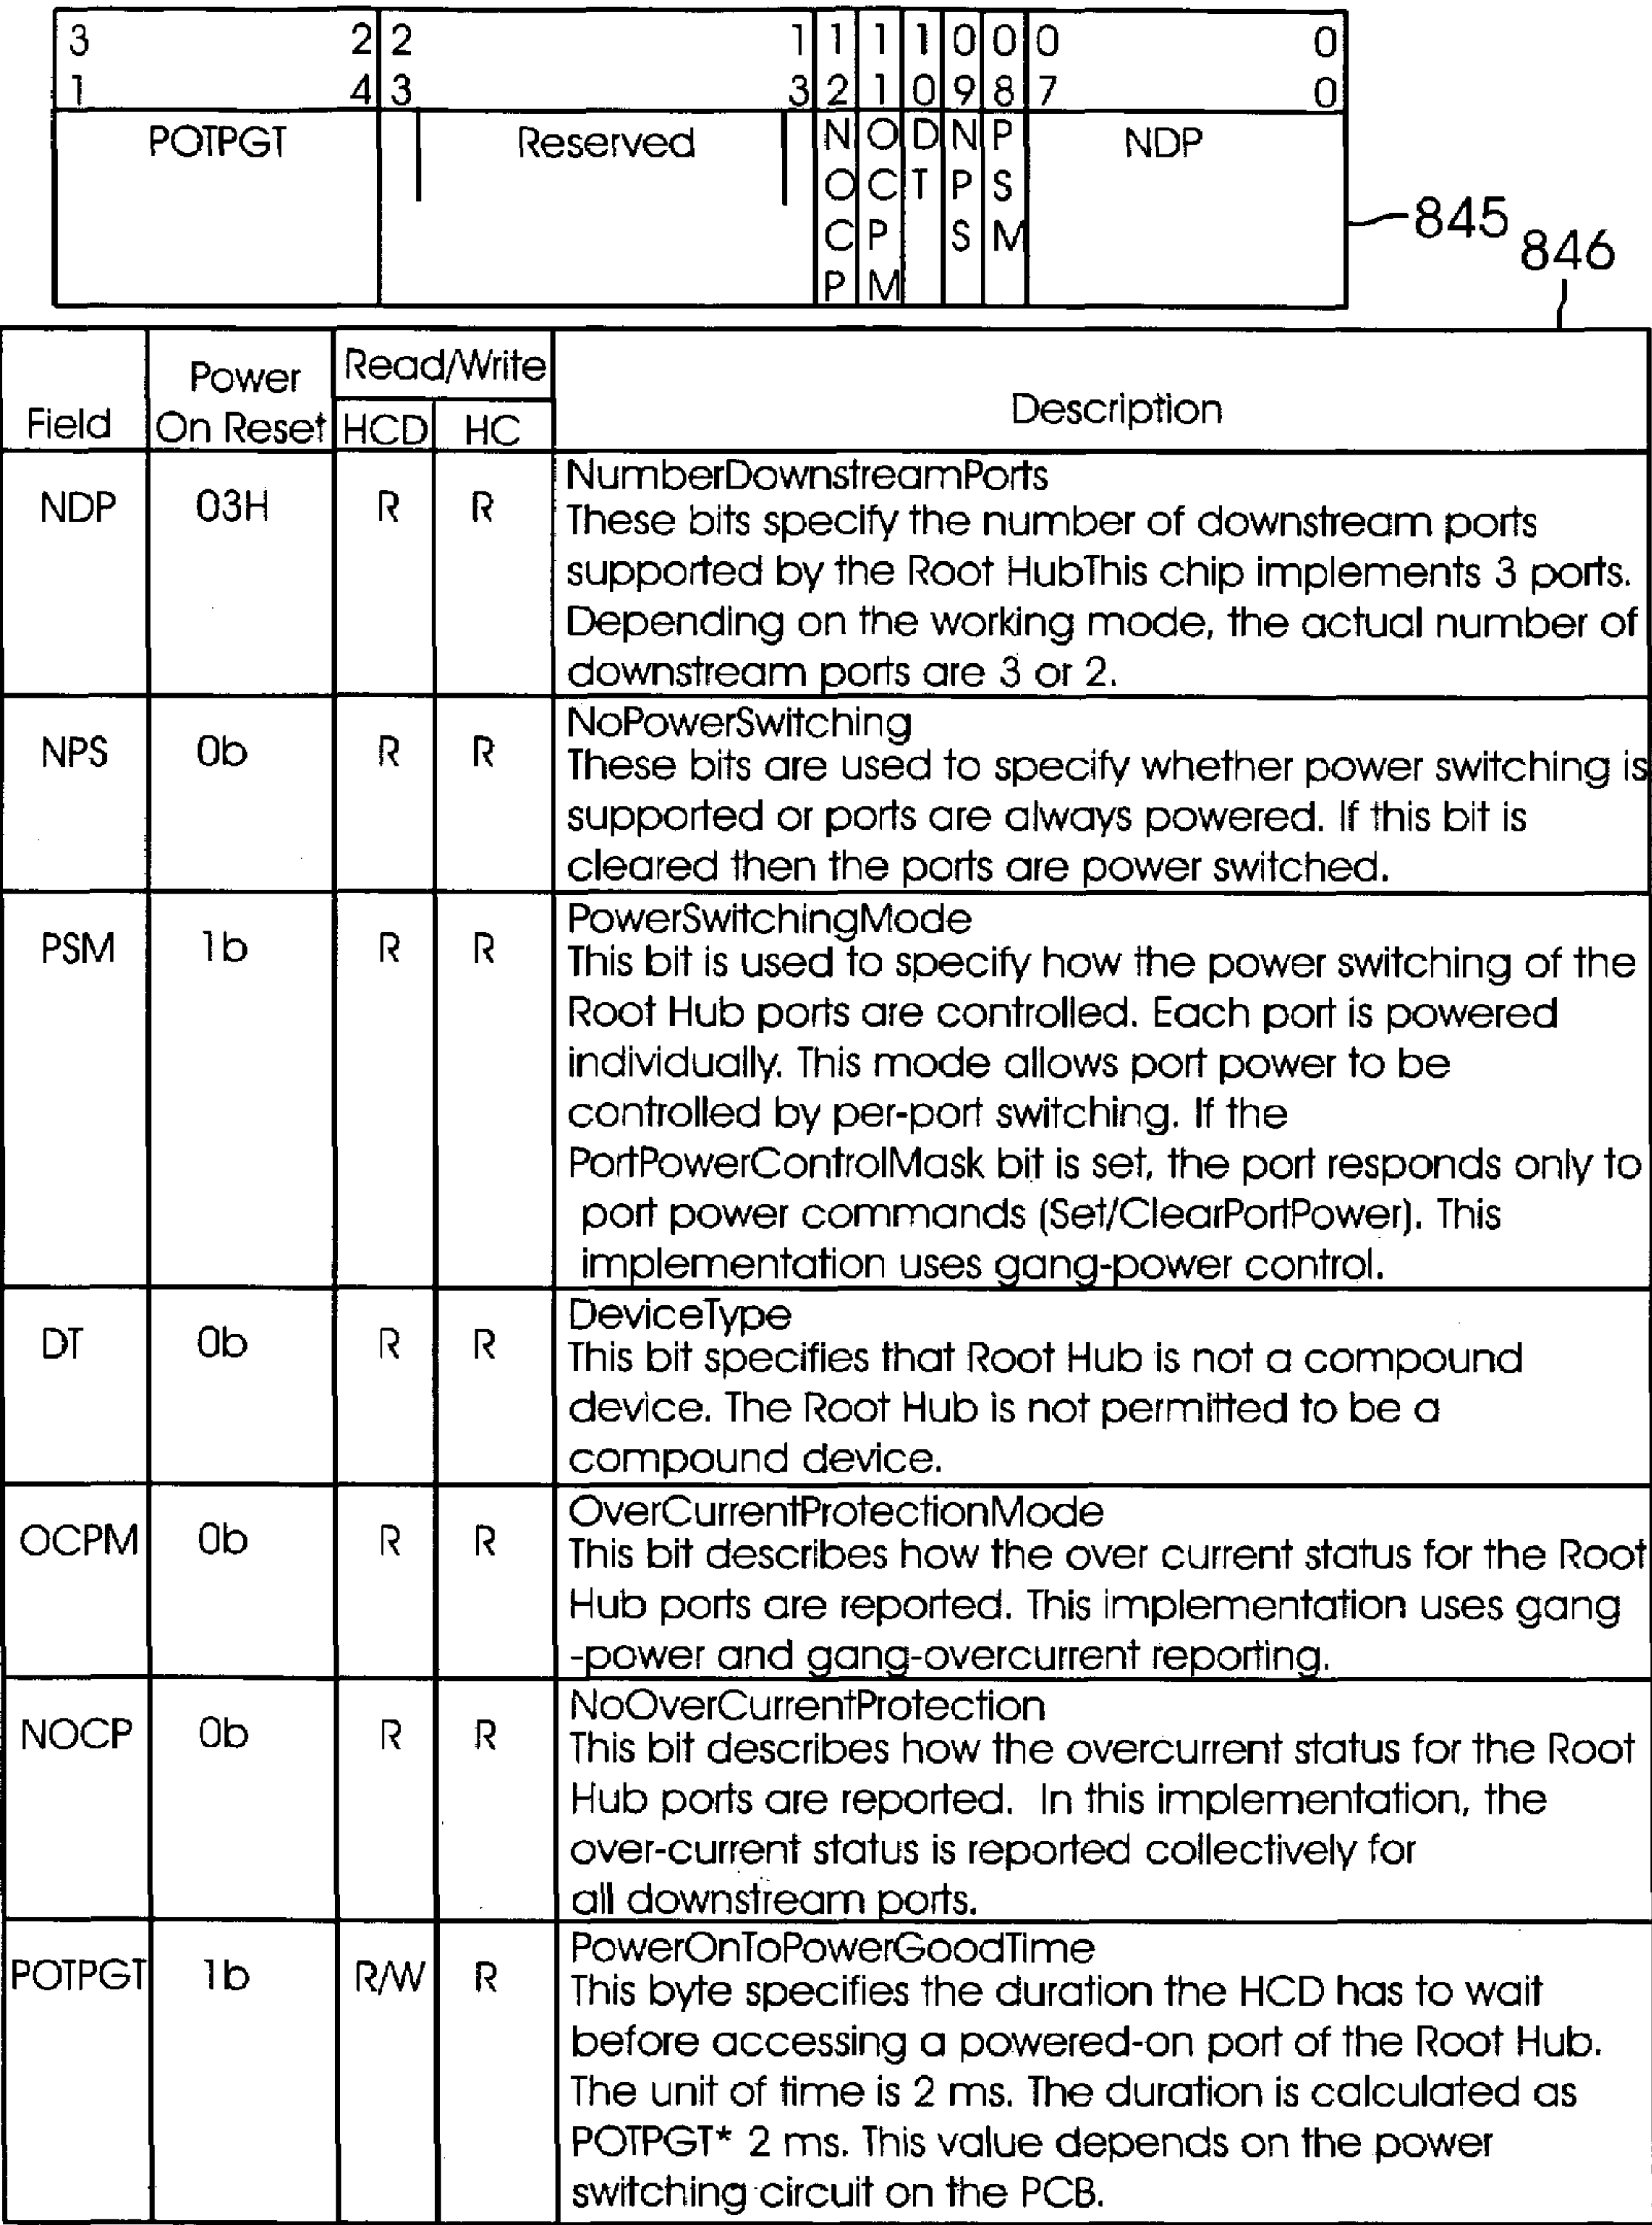 3 2 2 1 1 1 1 0 0 0 0
1 4 3 3 2 1 0 9 8 7 0
POTPGT Reserved NOCP OCPM DT NPS PSM NDP
845
846
Field Power On Reset Read/Write HCD HC Description
NumberDownstreamPorts
NDP 03H R R These bits specify the number of downstream ports
supported by the Root HubThis chip implements 3 ports.
Depending on the working mode, the actual number of
downstream ports are 3 or 2.
NoPowerSwitching
NPS 0b R R These bits are used to specify whether power switching is
supported or ports are always powered. If this bit is
cleared then the ports are power switched.
PowerSwitchingMode
PSM 1b R R This bit is used to specify how the power switching of the
Root Hub ports are controlled. Each port is powered
individually. This mode allows port power to be
controlled by per-port switching. If the
PortPowerControlMask bit is set, the port responds only to
port power commands (Set/ClearPortPower). This
implementation uses gang-power control.
DeviceType
DT 0b R R This bit specifies that Root Hub is not a compound
device. The Root Hub is not permitted to be a
compound device.
OverCurrentProtectionMode
OCPM 0b R R This bit describes how the over current status for the Root
Hub ports are reported. This implementation uses gang
-power and gang-overcurrent reporting.
NoOverCurrentProtection
NOCP 0b R R This bit describes how the overcurrent status for the Root
Hub ports are reported. In this implementation, the
over-current status is reported collectively for
all downstream ports.
PowerOnToPowerGoodTime
POTPGT 1b R/W R This byte specifies the duration the HCD has to wait
before accessing a powered-on port of the Root Hub.
The unit of time is 2 ms. The duration is calculated as
POTPGT* 2 ms. This value depends on the power
switching circuit on the PCB.